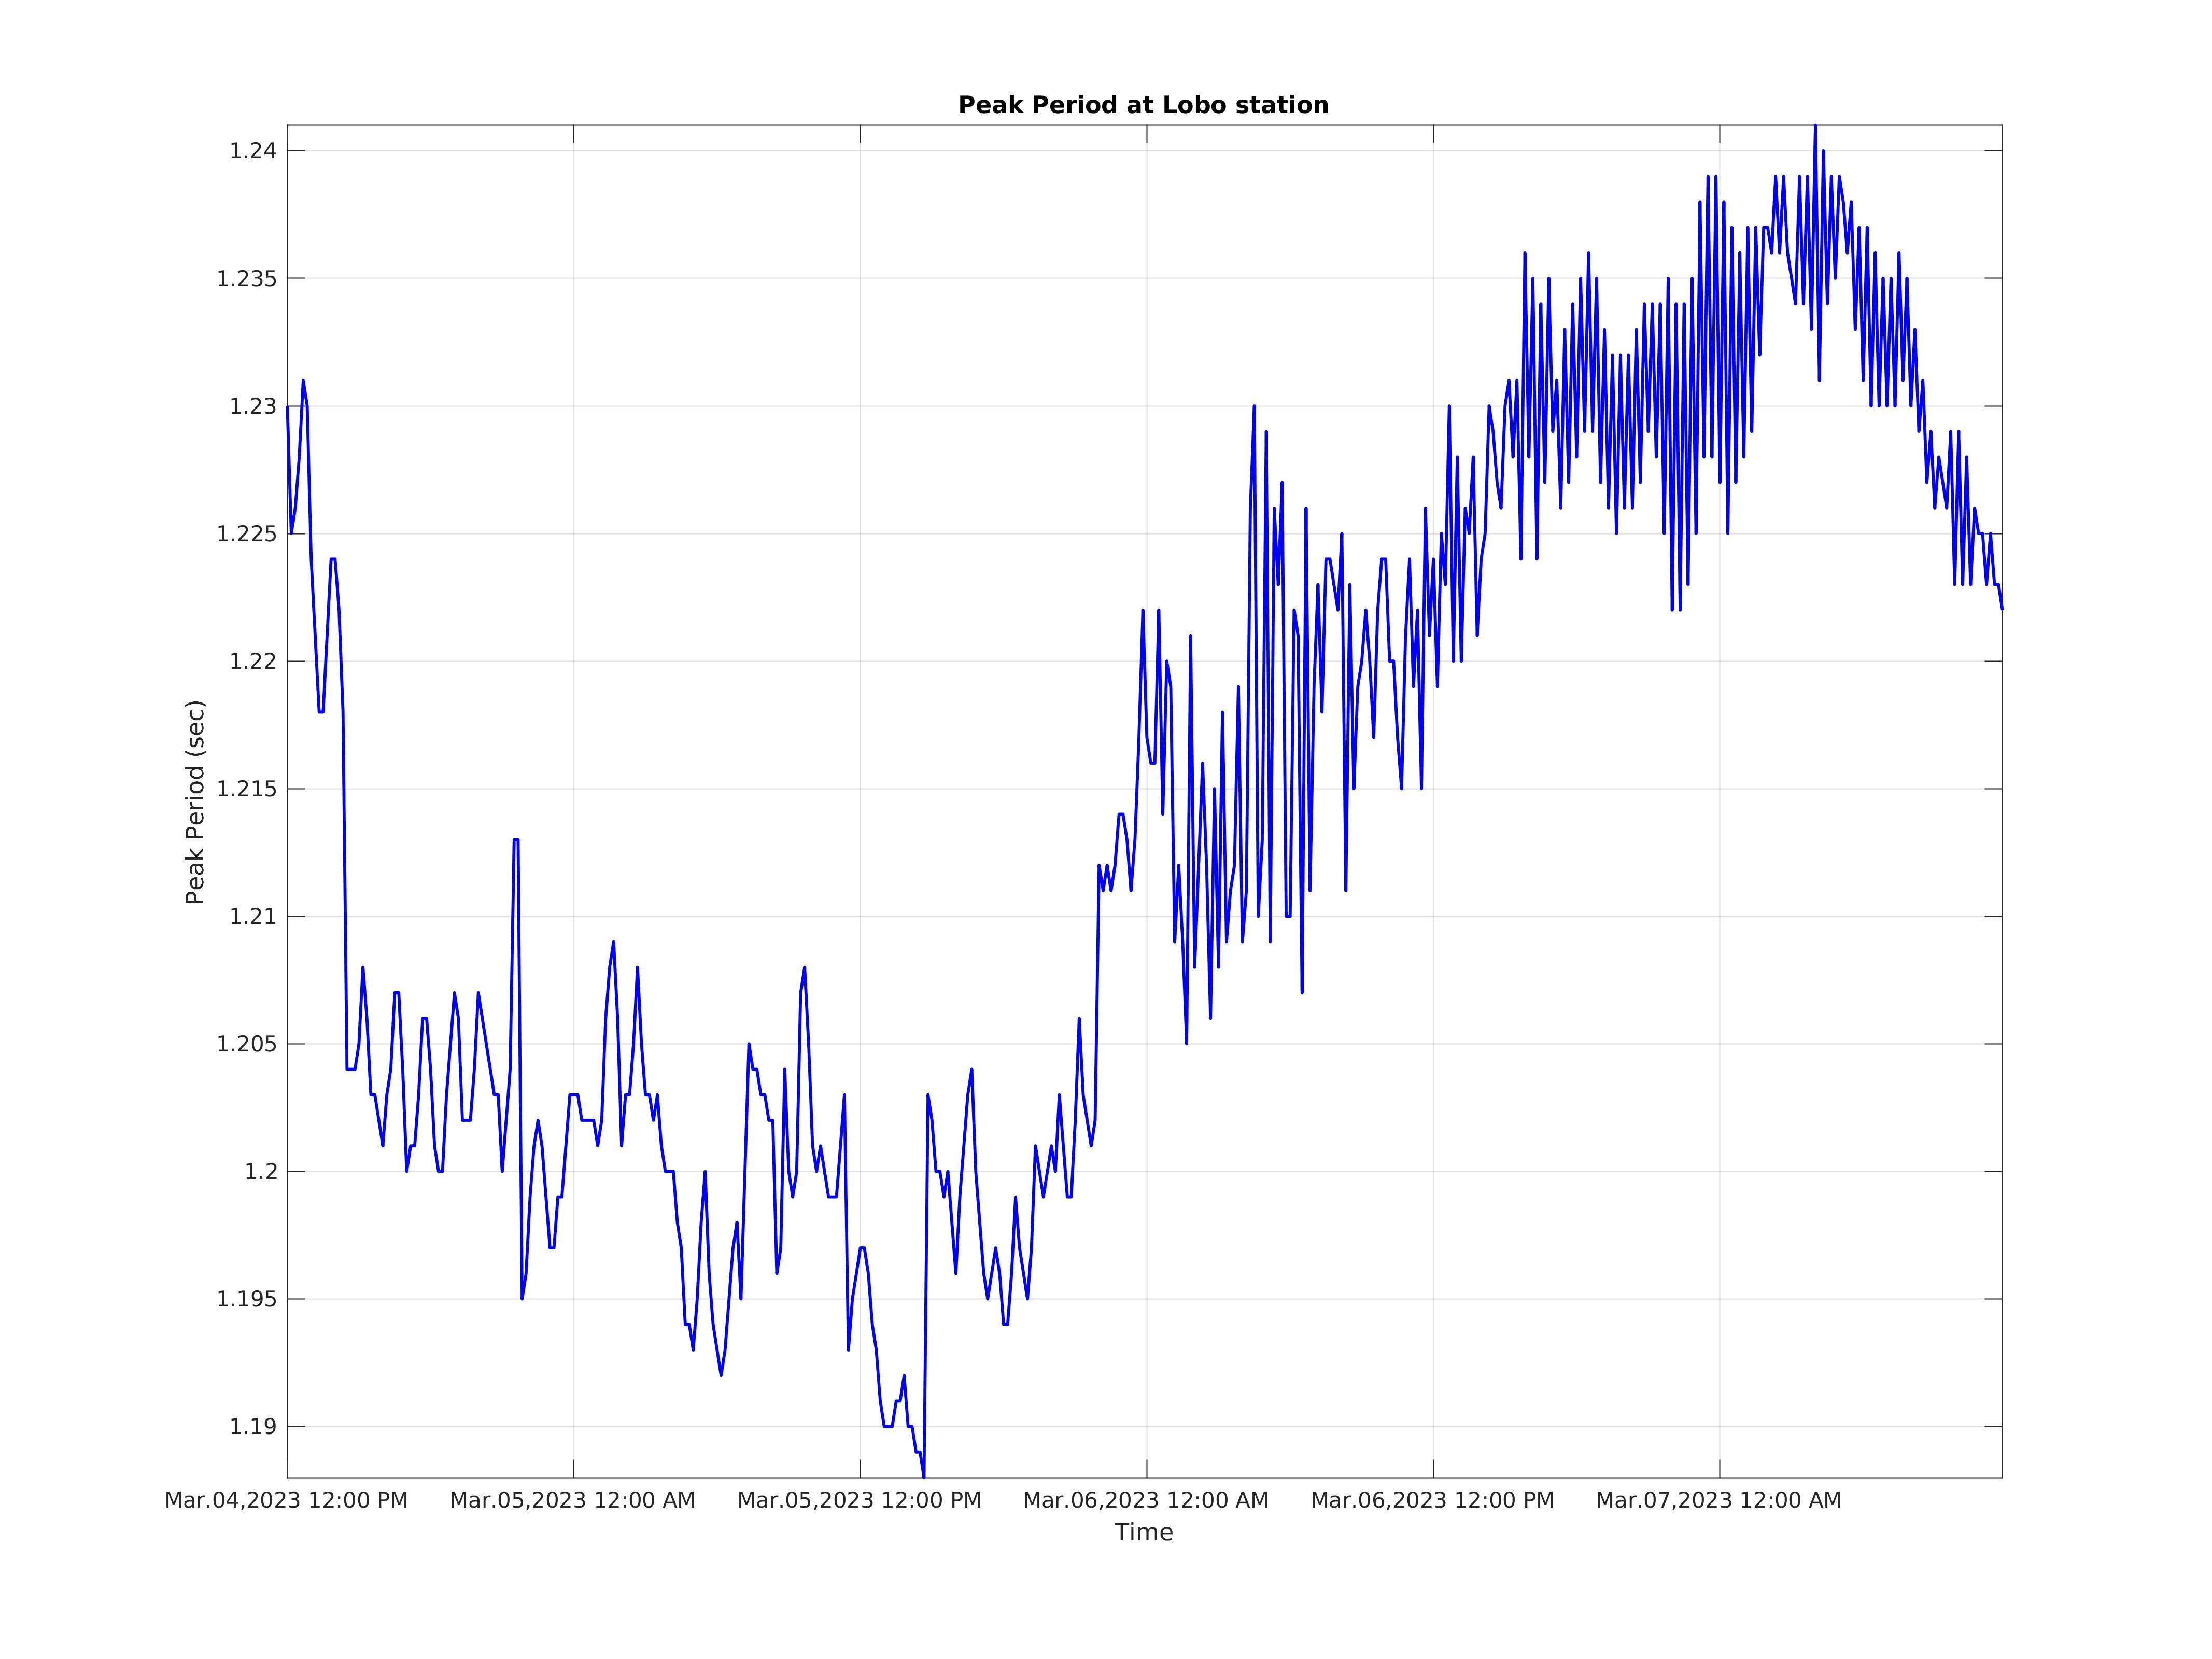 Peak Period at Lobo station
1.24
1.235
1.23
1.225
1.22
1.215
1.21
1.205
1.2
1.195
1.19
Peak Period (sec)
Mar.04,2023 12:00 PM Mar.05,2023 12:00 AM Mar.05,2023 12:00 PM Mar.06,2023 12:00 AM Mar.06,2023 12:00 PM Mar.07,2023 12:00 AM
Time